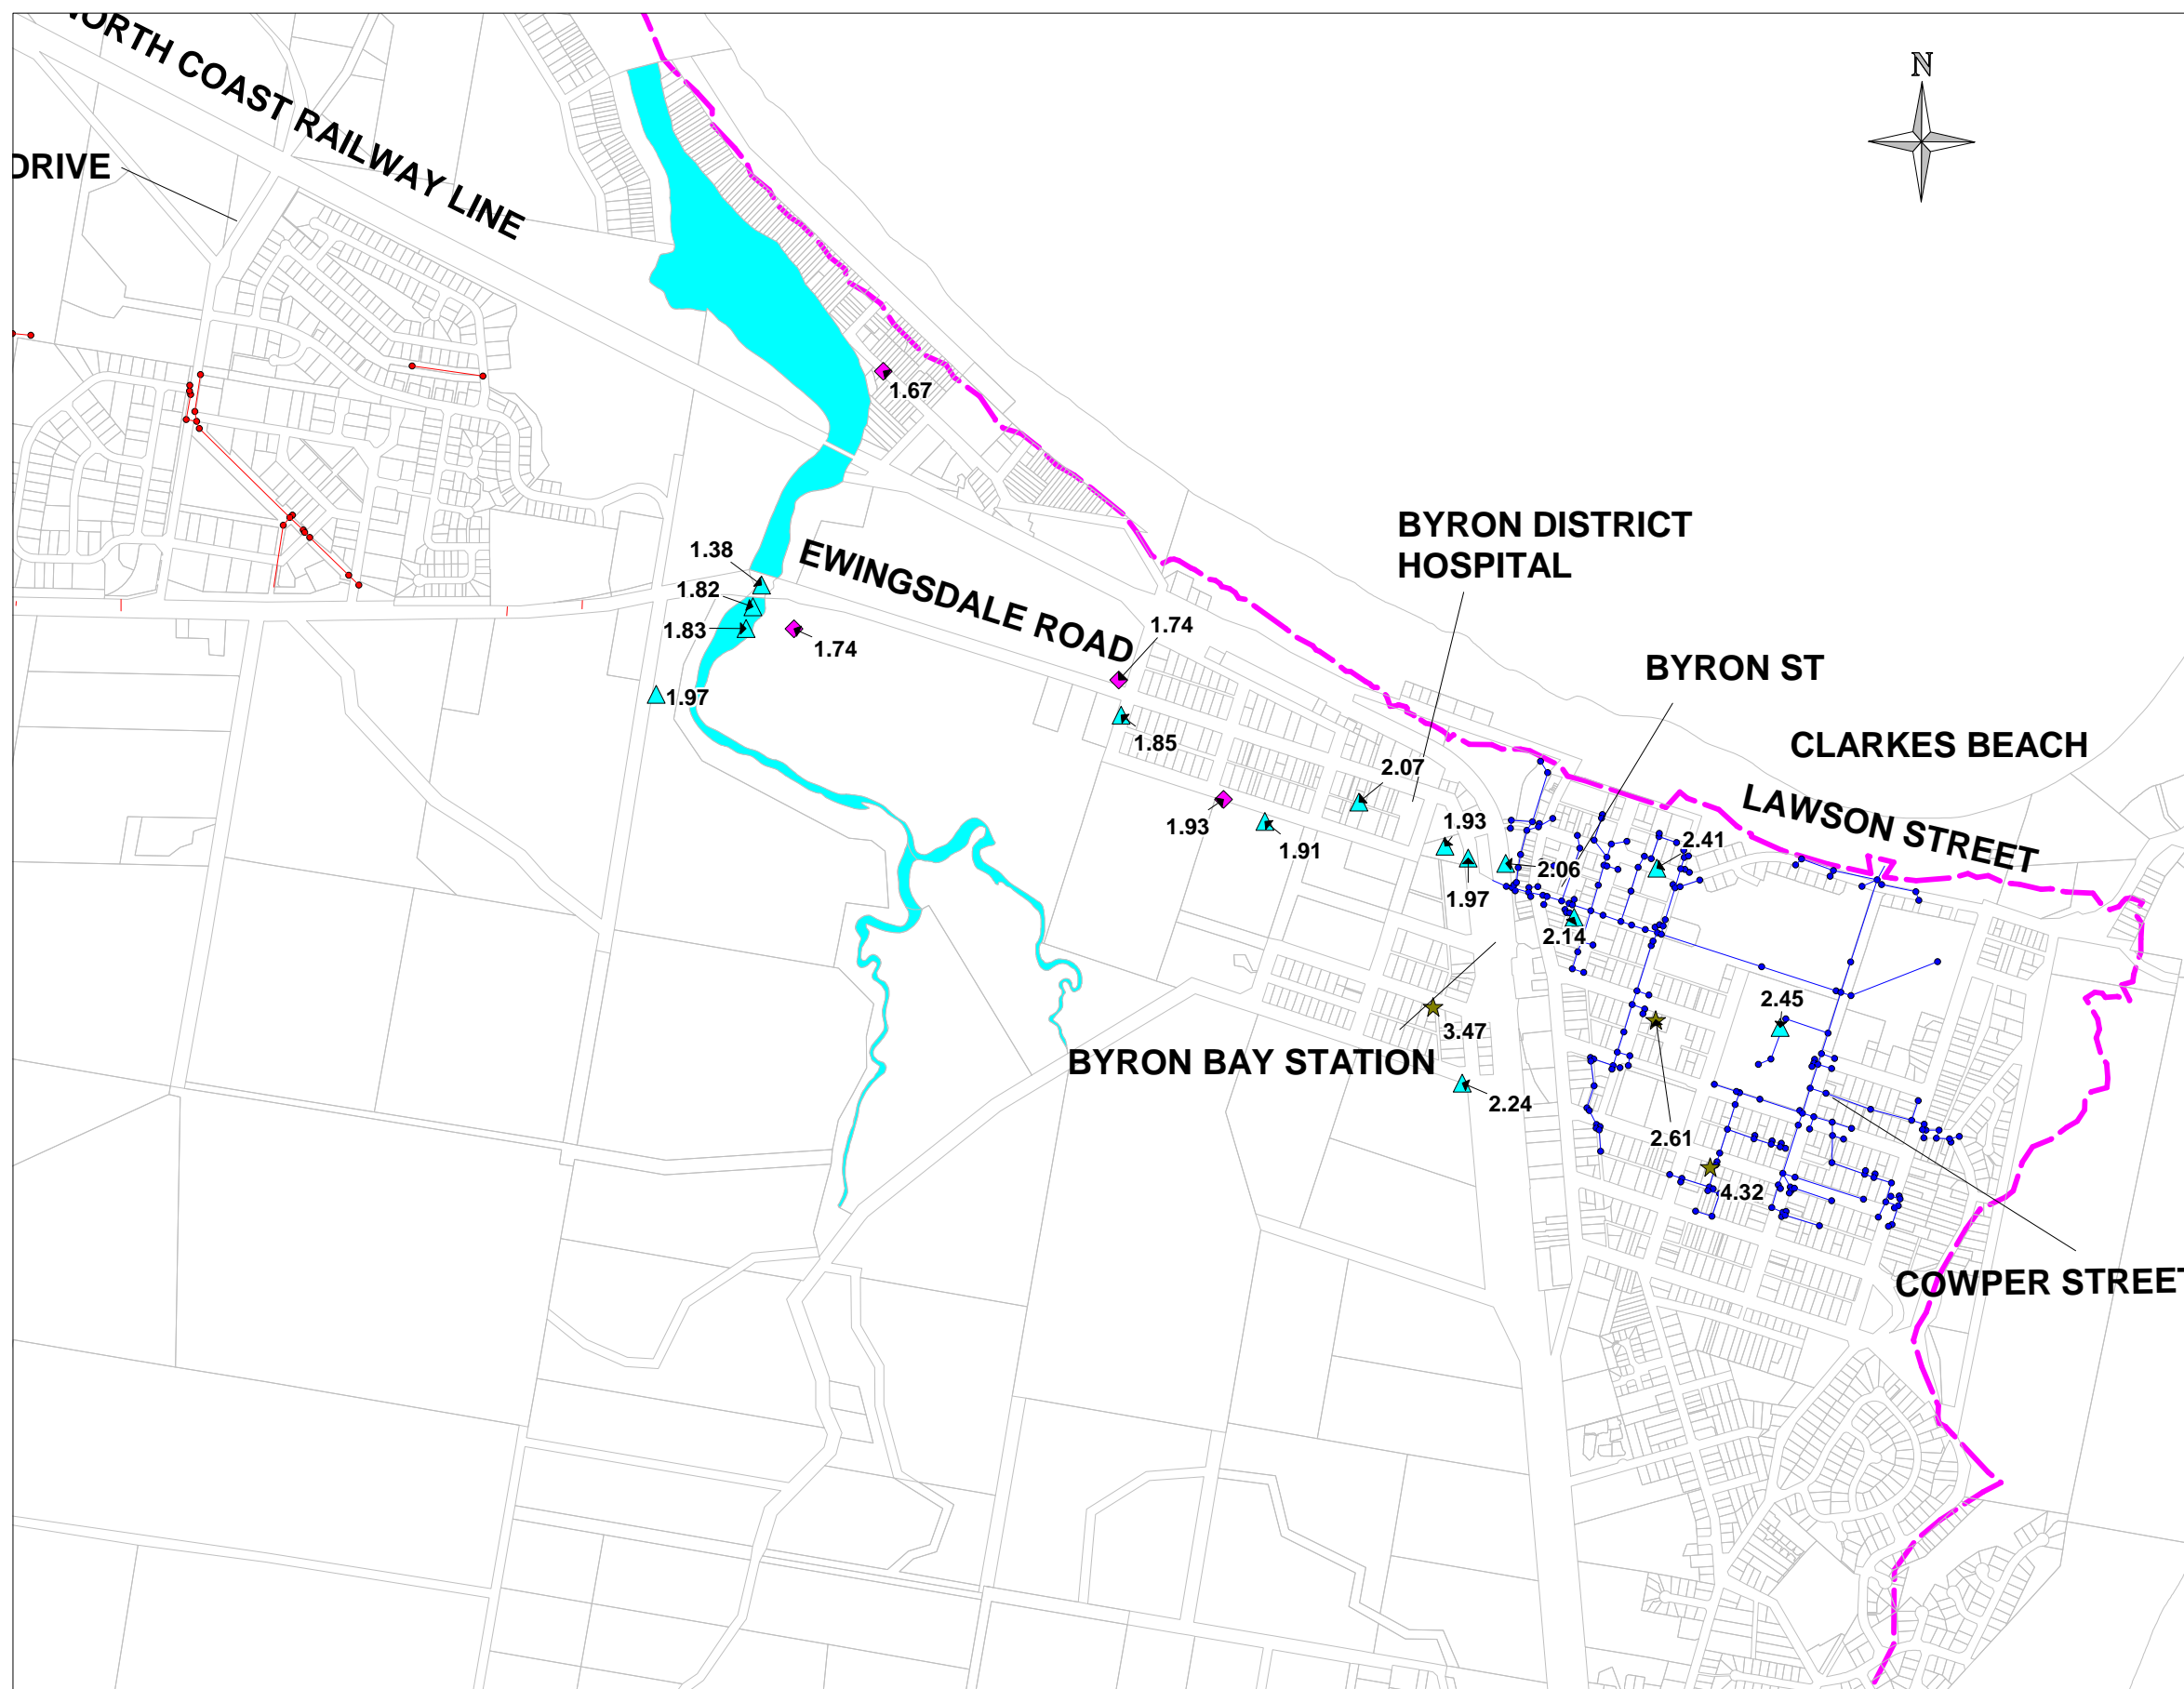 NORTH COAST RAILWAY LINE
N
DRIVE
1.67
BYRON DISTRICT
HOSPITAL
1.38
EWINGSDALE ROAD
1.82
1.83
1.74
1.74
BYRON ST
1.97
1.85
CLARKES BEACH
2.07
LAWSON STREET
1.93
1.93
1.91
2.41
2.06
1.97
2.14
2.45
3.47
BYRON BAY STATION
2.24
2.61
4.32
COWPER STREET